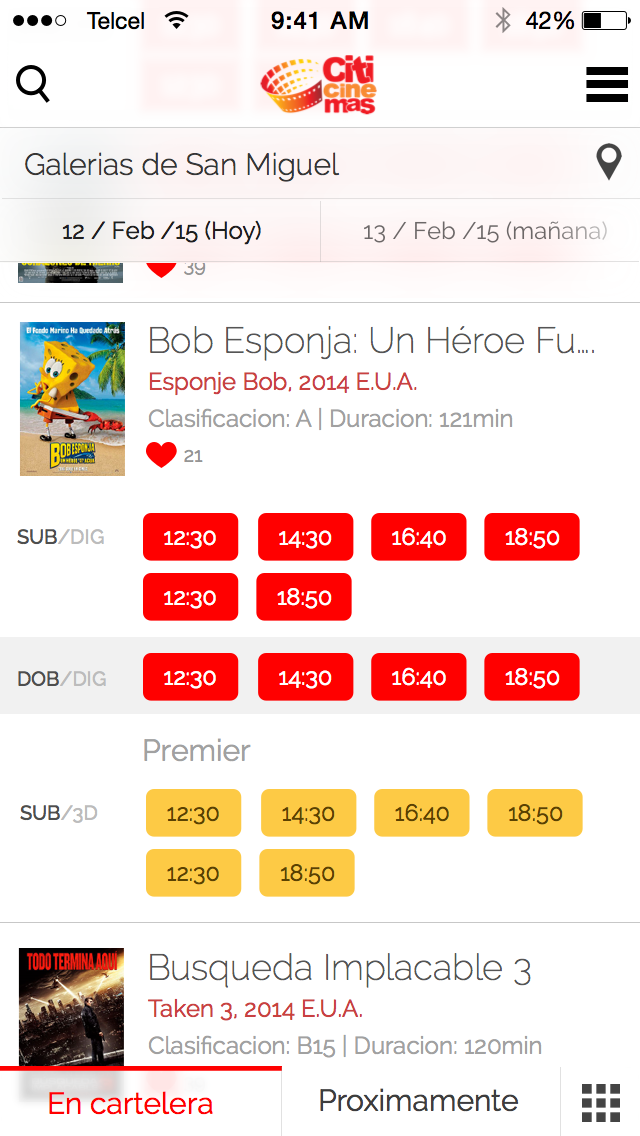 Telcel 9:41 AM 42%
Citi
cine
mas
Galerias de San Miguel
12 / Feb /15 (Hoy) 13 / Feb /15 (mañana)
39
El Fondo Marino Ha Quedado Atrás
BOB ESPONJA
Bob Esponja: Un Héroe Fu....
Esponje Bob, 2014 E.U.A.
Clasificacion: A | Duracion: 121min
21
SUB/DIG 12:30 14:30 16:40 18:50
12:30 18:50
DOB/DIG 12:30 14:30 16:40 18:50
Premier
SUB/3D 12:30 14:30 16:40 18:50
12:30 18:50
TODO TERMINA AQUÍ
Busqueda Implacable 3
Taken 3, 2014 E.U.A.
Clasificacion: B15 | Duracion: 120min
En cartelera Proximamente